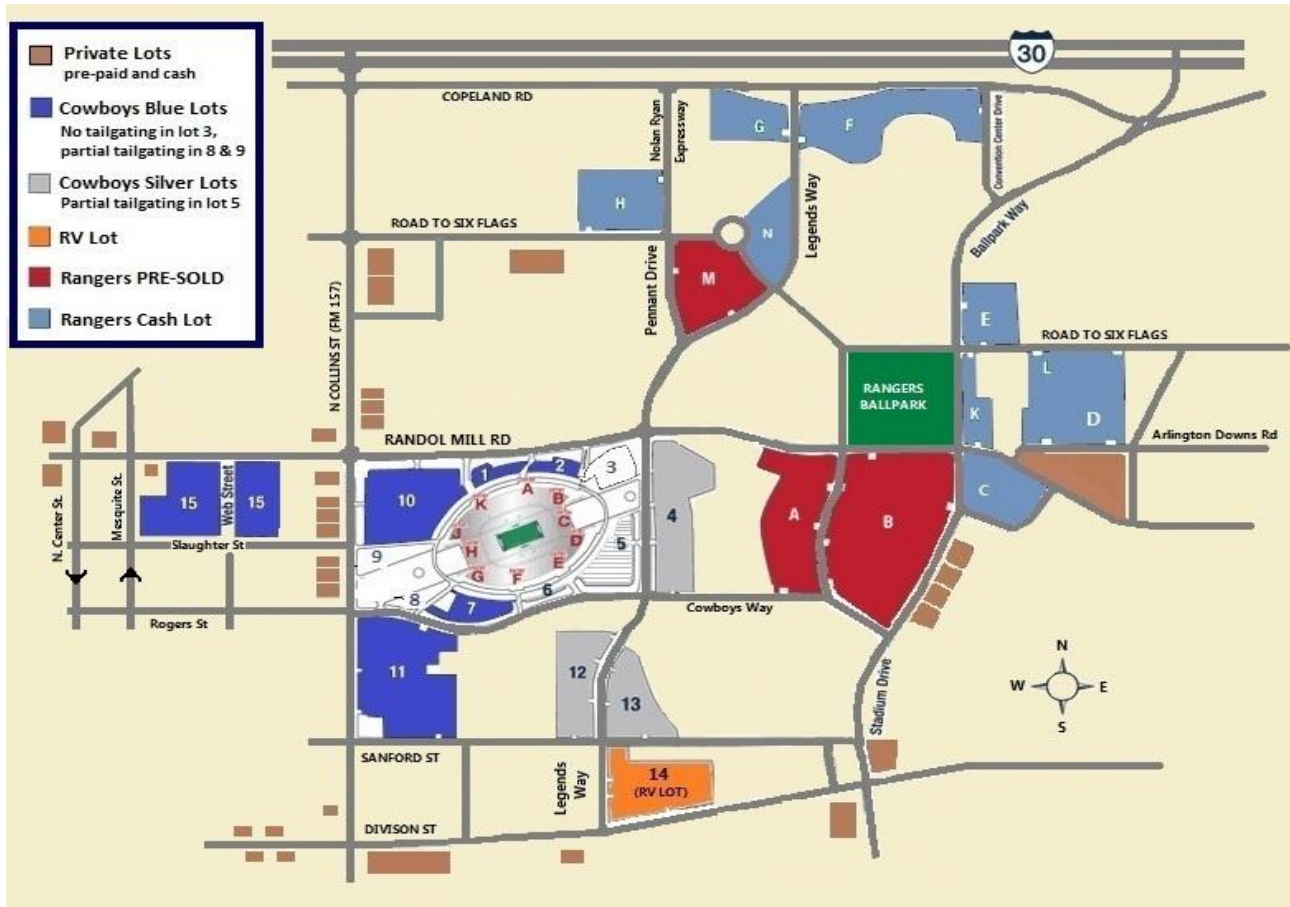 Private Lots
pre-paid and cash
Cowboys Blue Lots
No tailgating in lot 3,
partial tailgating in 8 & 9
Cowboys Silver Lots
Partial tailgating in lot 5
RV Lot
Rangers PRE-SOLD
Rangers Cash Lot
30
COPELAND RD
Nolan Ryan
Expressway
G
F
Convention Center Drive
H
Legends Way
ROAD TO SIX FLAGS
N
Ballpark Way
M
Pennant Drive
E
N COLLINS ST (FM 157)
ROAD TO SIX FLAGS
L
RANGERS
BALLPARK
K
D
RANDOL MILL RD
Arlington Downs Rd
N. Center St.
Mesquite St.
15
Web Street
15
Slaughter St
Rogers St
10
1
2
3
A
B
C
D
E
F
G
H
J
K
9
8
7
6
5
4
A
B
C
Cowboys Way
11
12
13
Stadium Drive
N
W
E
S
SANFORD ST
Legends
Way
14
(RV LOT)
DIVISON ST